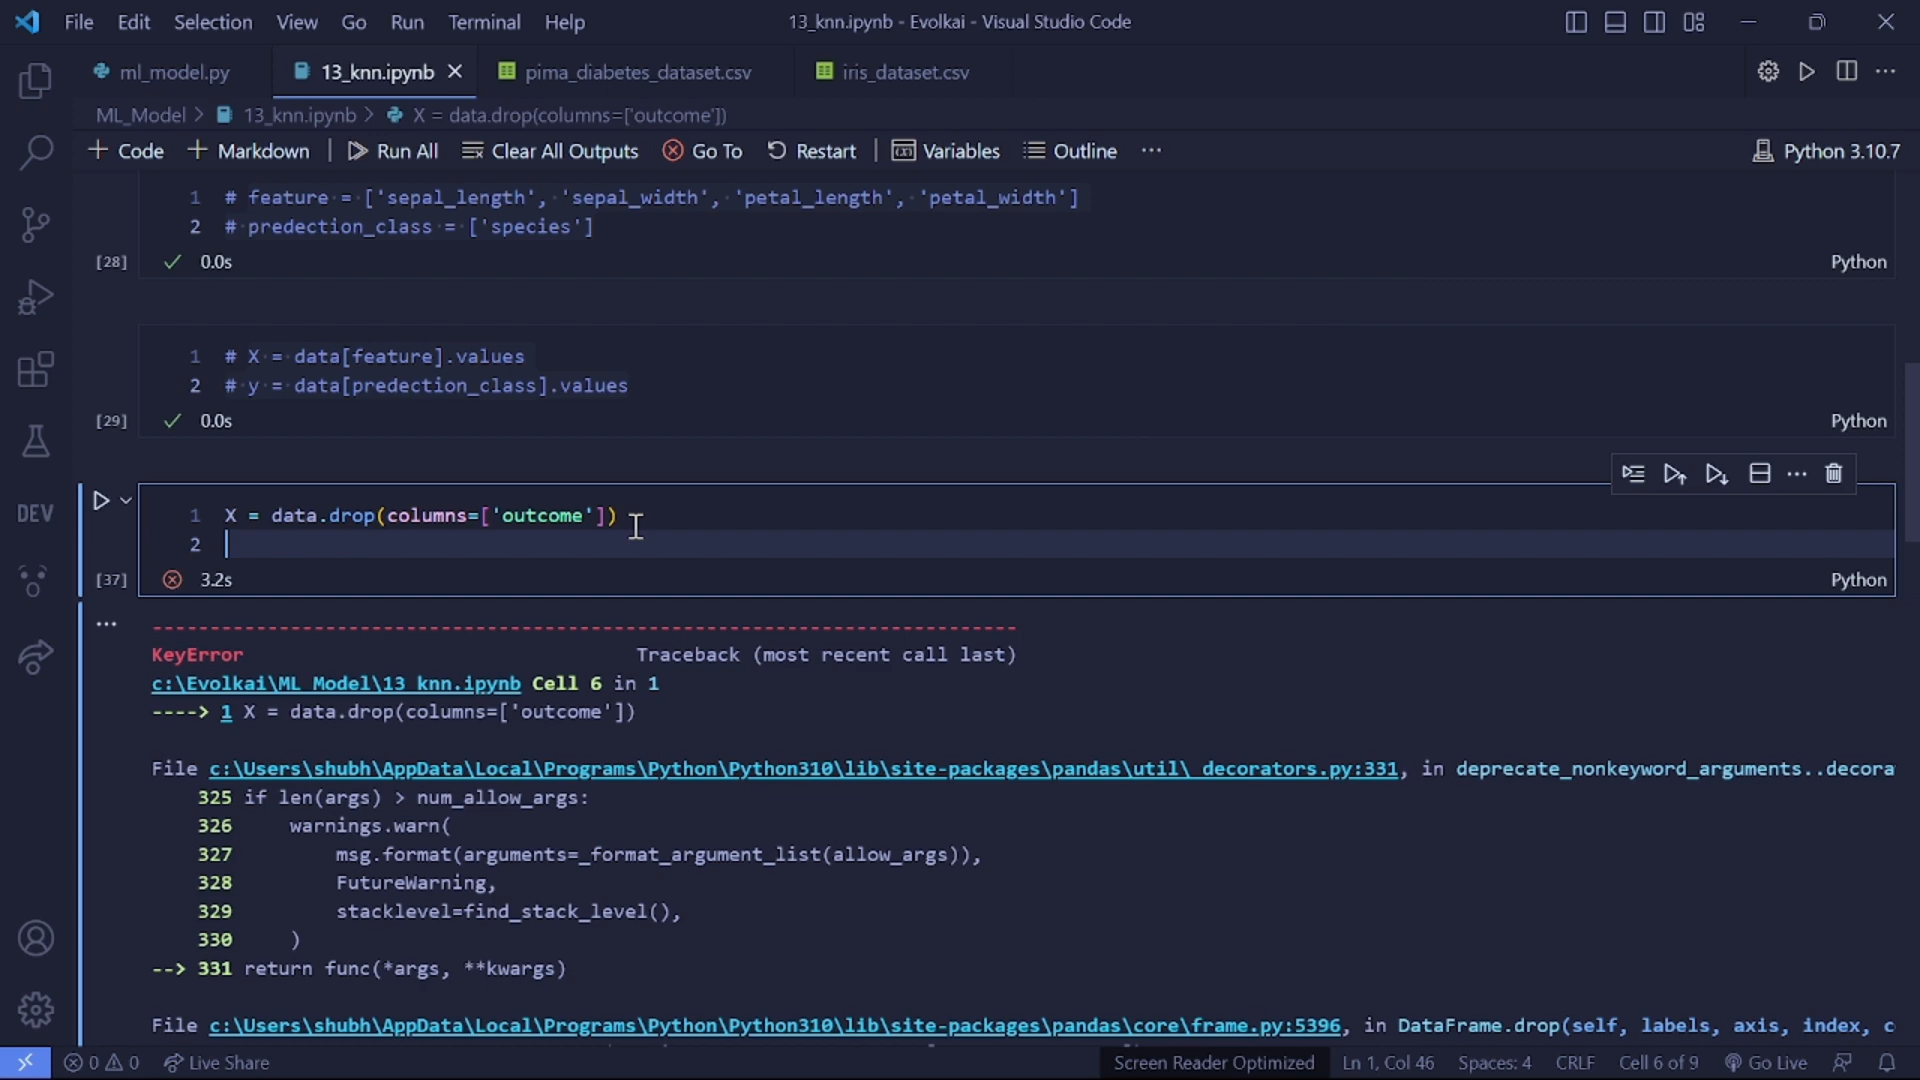 File Edit Selection View Go Run Terminal Help 13_knn.ipynb - Evolkai - Visual Studio Code
ml_model.py 13_knn.ipynb pima_diabetes_dataset.csv iris_dataset.csv
ML_Model > 13_knn.ipynb > X = data.drop(columns=['outcome'])
+ Code + Markdown Run All Clear All Outputs Go To Restart Variables Outline ... Python 3.10.7
1 # feature = ['sepal_length', 'sepal_width', 'petal_length', 'petal_width']
2 # predection_class = ['species']
[28] 0.0s Python
1 # X = data[feature].values
2 # y = data[predection_class].values
[29] 0.0s Python
1 X = data.drop(columns=['outcome'])
2
[37] 3.2s Python
---------------------------------------------------------------------------
KeyError Traceback (most recent call last)
c:\Evolkai\ML_Model\13_knn.ipynb Cell 6 in 1
----> 1 X = data.drop(columns=['outcome'])
File c:\Users\shubh\AppData\Local\Programs\Python\Python310\lib\site-packages\pandas\util\_decorators.py:331, in deprecate_nonkeyword_arguments..decora
325 if len(args) > num_allow_args:
326 warnings.warn(
327 msg.format(arguments=_format_argument_list(allow_args)),
328 FutureWarning,
329 stacklevel=find_stack_level(),
330 )
--> 331 return func(*args, **kwargs)
File c:\Users\shubh\AppData\Local\Programs\Python\Python310\lib\site-packages\pandas\core\frame.py:5396, in DataFrame.drop(self, labels, axis, index, c
DEV
0 0 Live Share Screen Reader Optimized Ln 1, Col 46 Spaces: 4 CRLF Cell 6 of 9 Go Live